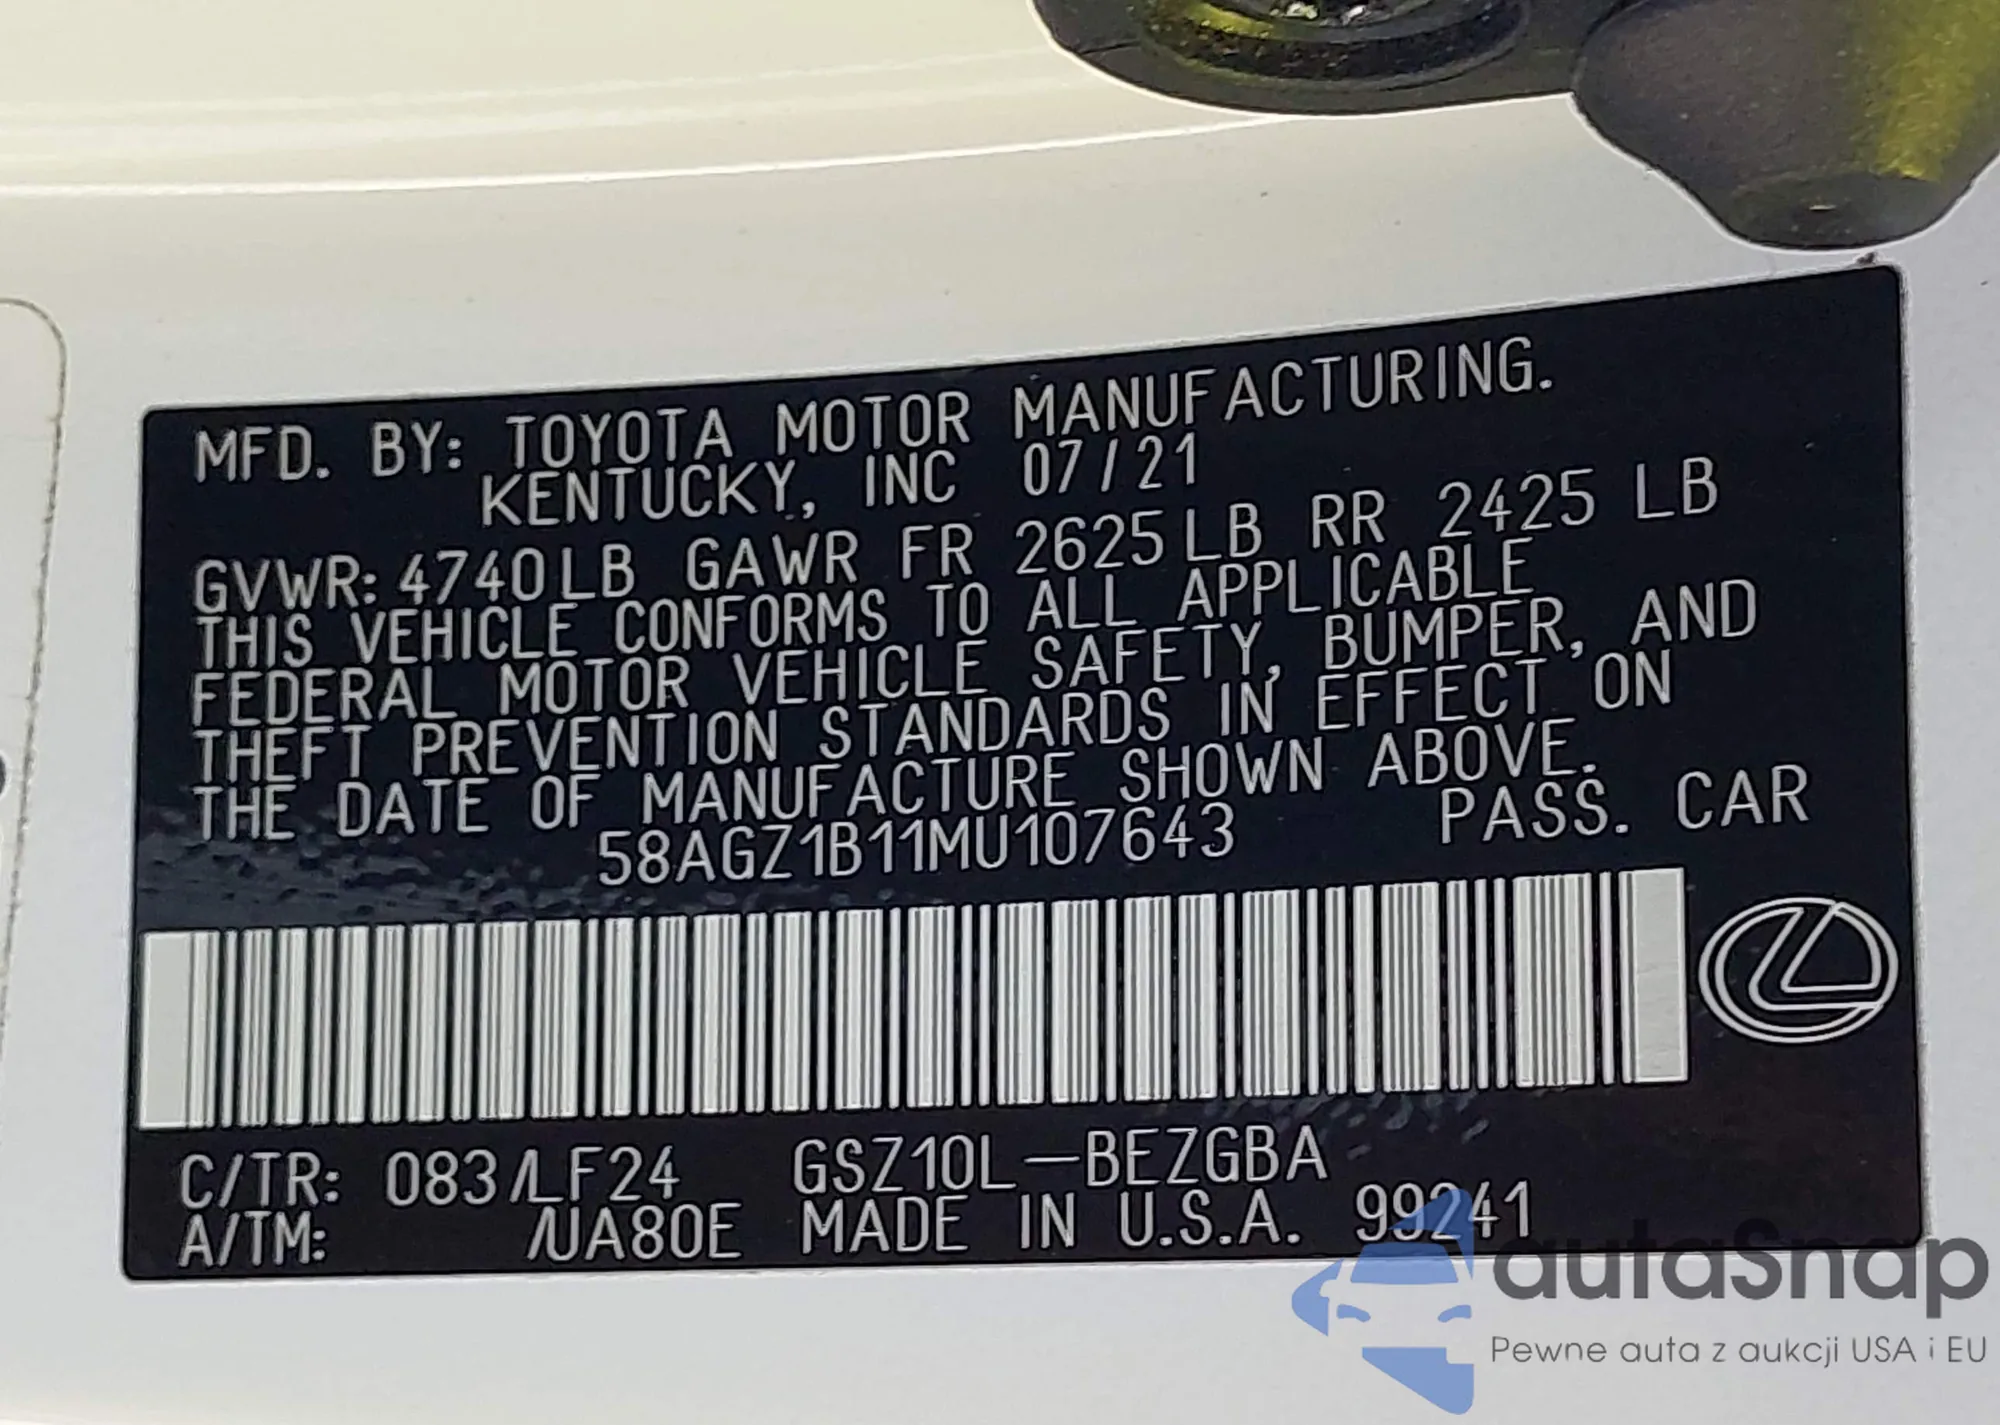 MFD. BY: TOYOTA MOTOR MANUFACTURING.
KENTUCKY, INC 07/21
GVWR: 4740LB GAWR FR 2625LB RR 2425 LB
THIS VEHICLE CONFORMS TO ALL APPLICABLE
FEDERAL MOTOR VEHICLE SAFETY, BUMPER, AND
THEFT PREVENTION STANDARDS IN EFFECT ON
THE DATE OF MANUFACTURE SHOWN ABOVE.
58AGZ1B11MU107643 PASS. CAR
C/TR: 083/LF24 GSZ10L-BEZGBA
A/TM: /UA80E MADE IN U.S.A. 99241
autaSnap
Pewne auta z aukcji USA i EU